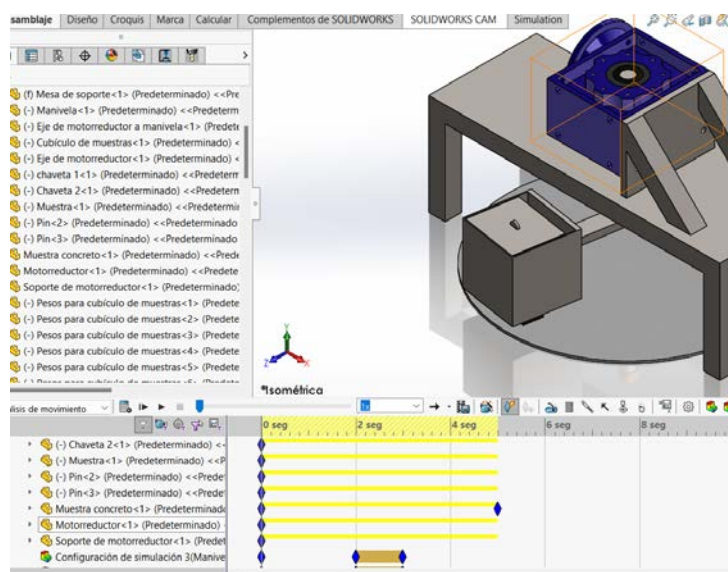 samblaje Diseño Croquis Marca Calcular Complementos de SOLIDWORKS SOLIDWORKS CAM Simulation
(f) Mesa de soporte<1> (Predeterminado) <<Pre
(-) Manivela<1> (Predeterminado) <<Predeterm
(-) Eje de motorreductor a manivela<1> (Predete
(-) Cubículo de muestras<1> (Predeterminado) <
(-) Eje de motorreductor<1> (Predeterminado) <
(-) chaveta 1<1> (Predeterminado) <<Predeterm
(-) Chaveta 2<1> (Predeterminado) <<Predeterm
(-) Muestra<1> (Predeterminado) <<Predetermi
(-) Pin<2> (Predeterminado) <<Predeterminado
(-) Pin<3> (Predeterminado) <<Predeterminado
Muestra concreto<1> (Predeterminado) <<Prede
Motorreductor<1> (Predeterminado) <<Predete
Soporte de motorreductor<1> (Predeterminado)
(-) Pesos para cubículo de muestras<1> (Predete
(-) Pesos para cubículo de muestras<2> (Predete
(-) Pesos para cubículo de muestras<3> (Predete
(-) Pesos para cubículo de muestras<4> (Predete
(-) Pesos para cubículo de muestras<5> (Predete
Y
Z X
*Isométrica
álisis de movimiento 1x
0 seg 2 seg 4 seg 6 seg 8 seg
(-) Chaveta 2<1> (Predeterminado) <<
(-) Muestra<1> (Predeterminado) <<P
(-) Pin<2> (Predeterminado) <<Predet
(-) Pin<3> (Predeterminado) <<Predet
Muestra concreto<1> (Predeterminado
Motorreductor<1> (Predeterminado)
Soporte de motorreductor<1> (Predet
Configuración de simulación 3(Manive